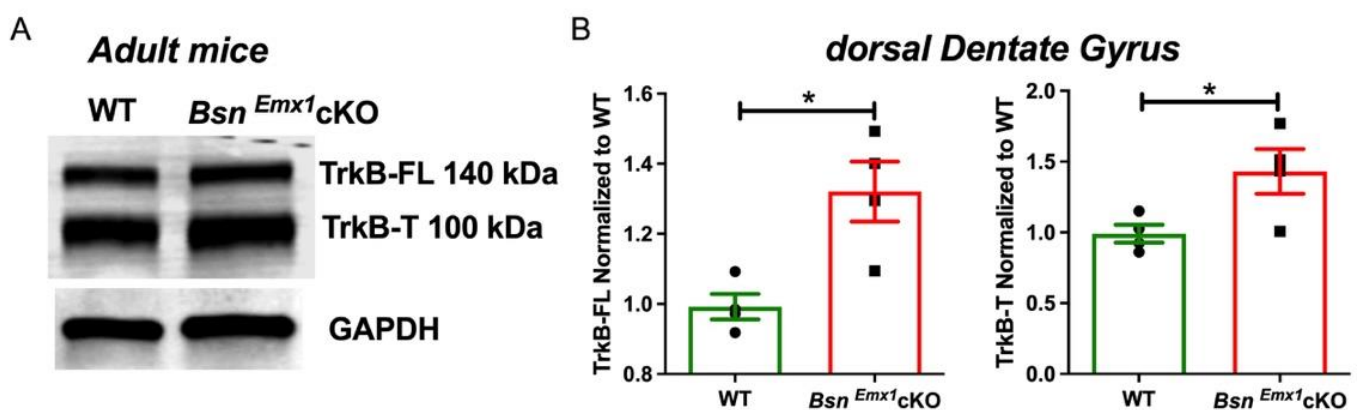 A
Adult mice
WT Bsn Emx1cKO
TrkB-FL 140 kDa
TrkB-T 100 kDa
GAPDH
B
dorsal Dentate Gyrus
TrkB-FL Normalized to WT
1.6
1.4
1.2
1.0
0.8
*
WT Bsn Emx1cKO
TrkB-T Normalized to WT
2.0
1.5
1.0
0.5
0.0
*
WT Bsn Emx1cKO